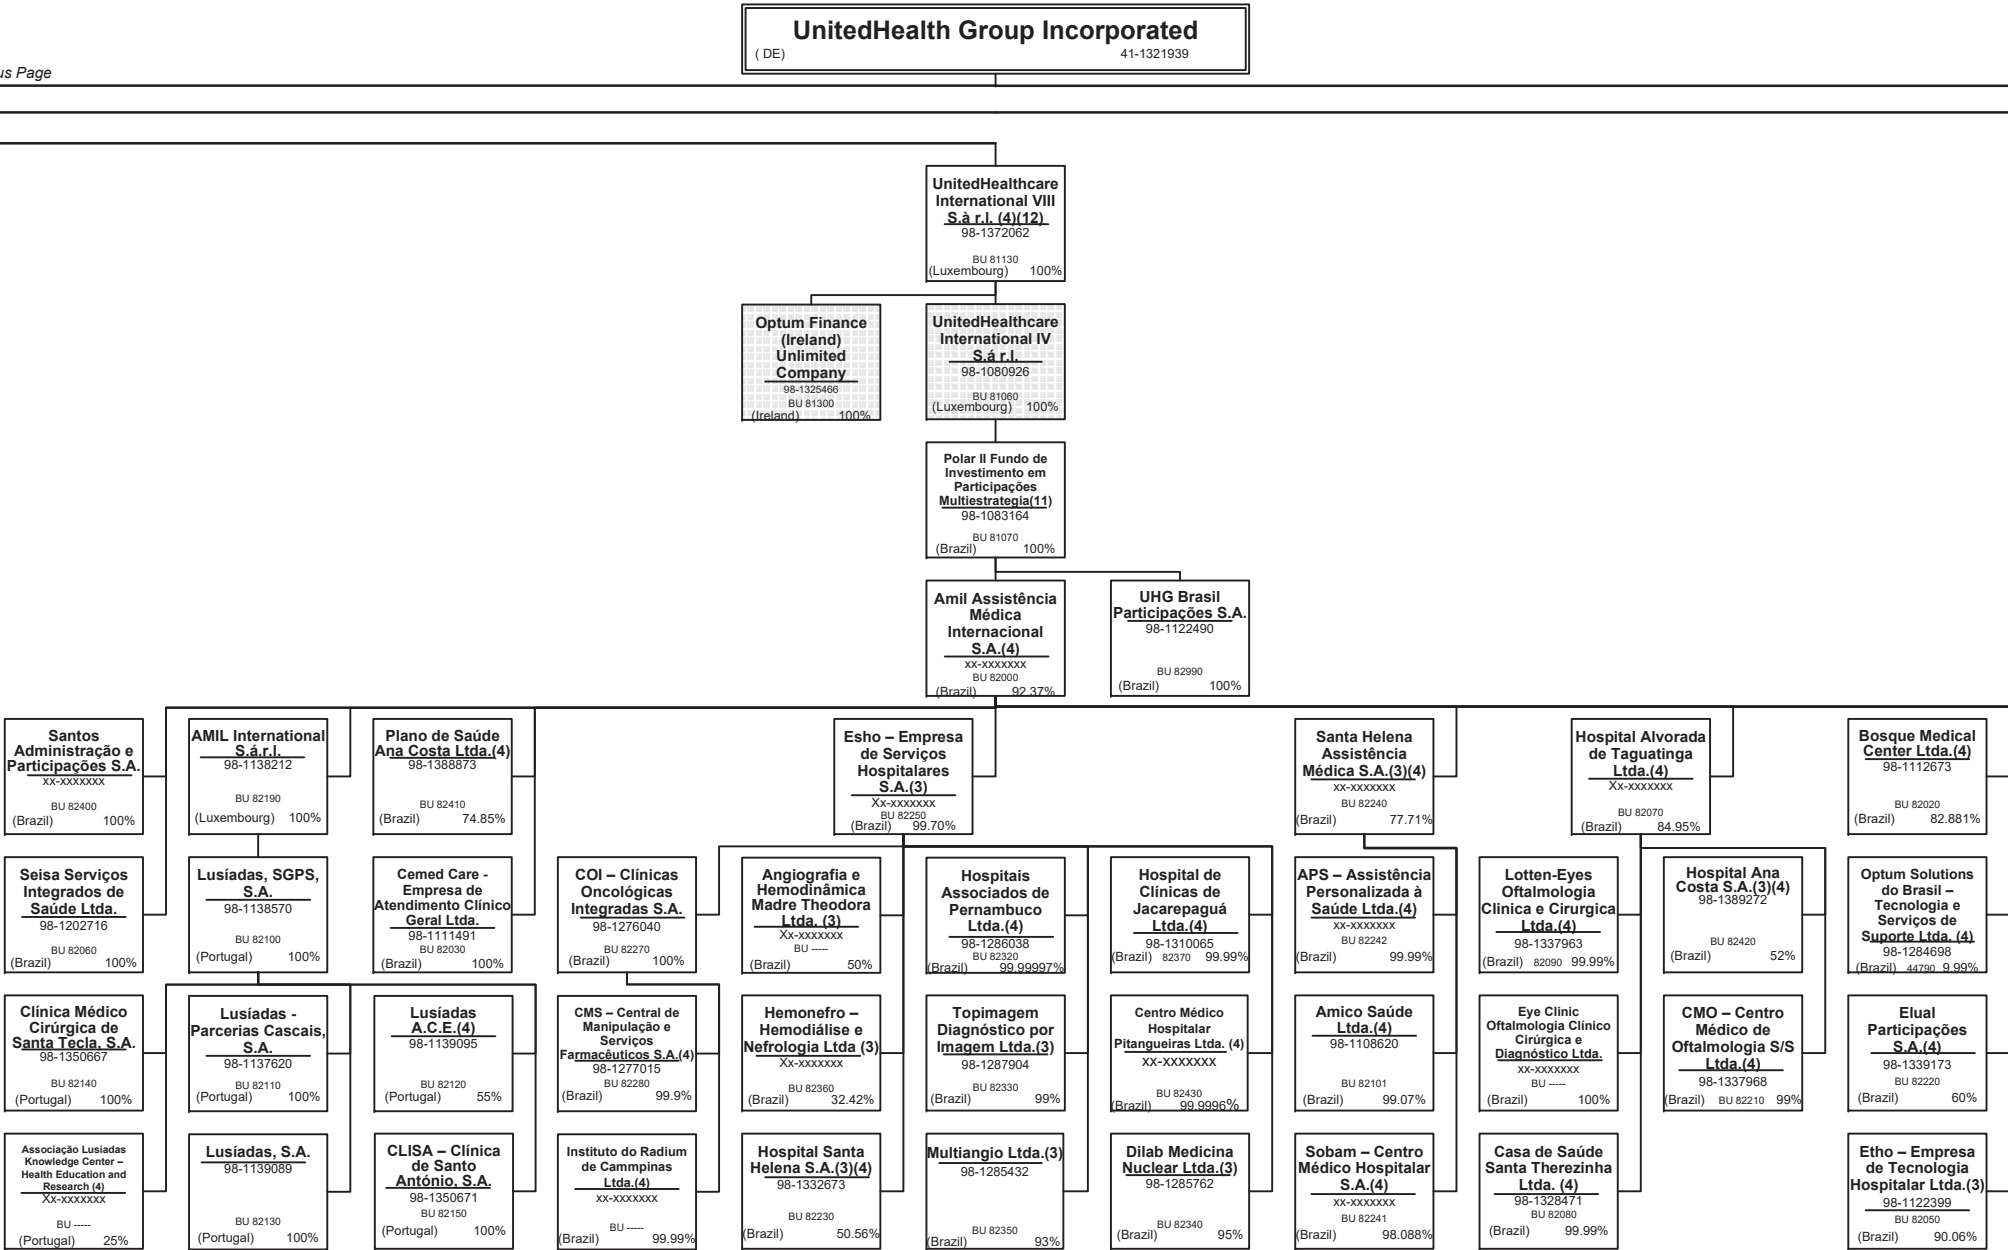 UnitedHealth Group Incorporated
( DE) 41-1321939
us Page
UnitedHealthcare
International VIII
S.à r.l. (4)(12)
98-1372062
BU 81130
(Luxembourg) 100%
Optum Finance
(Ireland)
Unlimited
Company
98-1325466
BU 81300
(Ireland) 100%
UnitedHealthcare
International IV
S.á r.l.
98-1080926
BU 81060
(Luxembourg) 100%
Polar II Fundo de
Investimento em
Participações
Multiestrategia(11)
98-1083164
BU 81070
(Brazil) 100%
Amil Assistência
Médica
Internacional
S.A.(4)
xx-xxxxxxx
BU 82000
(Brazil) 92.37%
UHG Brasil
Participações S.A.
98-1122490
BU 82990
(Brazil) 100%
Santos
Administração e
Participações S.A.
xx-xxxxxxx
BU 82400
(Brazil) 100%
AMIL International
S.á.r.l.
98-1138212
BU 82190
(Luxembourg) 100%
Plano de Saúde
Ana Costa Ltda.(4)
98-1388873
BU 82410
(Brazil) 74.85%
Esho – Empresa
de Serviços
Hospitalares
S.A.(3)
Xx-xxxxxxx
BU 82250
(Brazil) 99.70%
Santa Helena
Assistência
Médica S.A.(3)(4)
xx-xxxxxxx
BU 82240
(Brazil) 77.71%
Hospital Alvorada
de Taguatinga
Ltda.(4)
Xx-xxxxxxx
BU 82070
(Brazil) 84.95%
Bosque Medical
Center Ltda.(4)
98-1112673
BU 82020
(Brazil) 82.881%
Seisa Serviços
Integrados de
Saúde Ltda.
98-1202716
BU 82060
(Brazil) 100%
Lusíadas, SGPS,
S.A.
98-1138570
BU 82100
(Portugal) 100%
Cemed Care -
Empresa de
Atendimento Clínico
Geral Ltda.
98-1111491
BU 82030
(Brazil) 100%
COI – Clínicas
Oncológicas
Integradas S.A.
98-1276040
BU 82270
(Brazil) 100%
Angiografia e
Hemodinâmica
Madre Theodora
Ltda. (3)
Xx-xxxxxxx
BU -----
(Brazil) 50%
Hospitais
Associados de
Pernambuco
Ltda.(4)
98-1286038
BU 82320
(Brazil) 99.99997%
Hospital de
Clínicas de
Jacarepaguá
Ltda.(4)
98-1310065
(Brazil) 82370 99.99%
APS – Assistência
Personalizada à
Saúde Ltda.(4)
xx-xxxxxxx
BU 82242
(Brazil) 99.99%
Lotten-Eyes
Oftalmologia
Clinica e Cirurgica
Ltda.(4)
98-1337963
(Brazil) 82090 99.99%
Hospital Ana
Costa S.A.(3)(4)
98-1389272
BU 82420
(Brazil) 52%
Optum Solutions
do Brasil –
Tecnologia e
Serviços de
Suporte Ltda. (4)
98-1284698
(Brazil) 44790 9.99%
Clínica Médico
Cirúrgica de
Santa Tecla, S.A.
98-1350667
BU 82140
(Portugal) 100%
Lusíadas -
Parcerias Cascais,
S.A.
98-1137620
BU 82110
(Portugal) 100%
Lusíadas
A.C.E.(4)
98-1139095
BU 82120
(Portugal) 55%
CMS – Central de
Manipulação e
Serviços
Farmacêuticos S.A.(4)
98-1277015
BU 82280
(Brazil) 99.9%
Hemonefro –
Hemodiálise e
Nefrologia Ltda (3)
Xx-xxxxxxx
BU 82360
(Brazil) 32.42%
Topimagem
Diagnóstico por
Imagem Ltda.(3)
98-1287904
BU 82330
(Brazil) 99%
Centro Médico
Hospitalar
Pitangueiras Ltda. (4)
xx-xxxxxxx
BU 82430
(Brazil) 99.9996%
Amico Saúde
Ltda.(4)
98-1108620
BU 82101
(Brazil) 99.07%
Eye Clinic
Oftalmologia Clínico
Cirúrgica e
Diagnóstico Ltda.
xx-xxxxxxx
BU -----
(Brazil) 100%
CMO – Centro
Médico de
Oftalmologia S/S
Ltda.(4)
98-1337968
(Brazil) BU 82210 99%
Elual
Participações
S.A.(4)
98-1339173
BU 82220
(Brazil) 60%
Associação Lusíadas
Knowledge Center –
Health Education and
Research (4)
Xx-xxxxxxx
BU -----
(Portugal) 25%
Lusíadas, S.A.
98-1139089
BU 82130
(Portugal) 100%
CLISA – Clínica
de Santo
António, S.A.
98-1350671
BU 82150
(Portugal) 100%
Instituto do Radium
de Cammpinas
Ltda.(4)
xx-xxxxxxx
BU -----
(Brazil) 99.99%
Hospital Santa
Helena S.A.(3)(4)
98-1332673
BU 82230
(Brazil) 50.56%
Multiangio Ltda.(3)
98-1285432
BU 82350
(Brazil) 93%
Dilab Medicina
Nuclear Ltda.(3)
98-1285762
BU 82340
(Brazil) 95%
Sobam – Centro
Médico Hospitalar
S.A.(4)
xx-xxxxxxx
BU 82241
(Brazil) 98.088%
Casa de Saúde
Santa Therezinha
Ltda. (4)
98-1328471
BU 82080
(Brazil) 99.99%
Etho – Empresa
de Tecnologia
Hospitalar Ltda.(3)
98-1122399
BU 82050
(Brazil) 90.06%